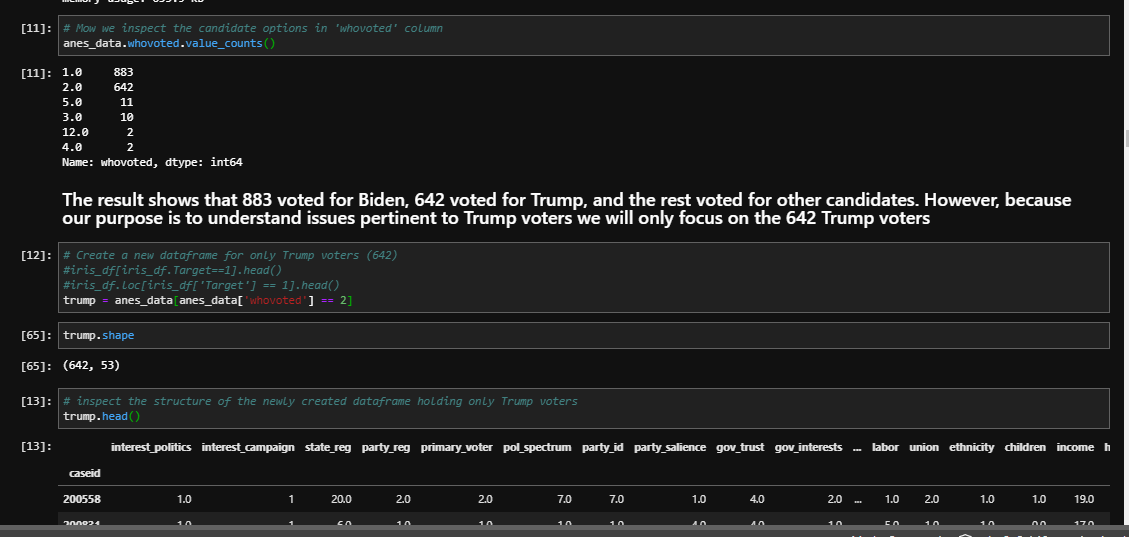 [11]: # Mow we inspect the candidate options in 'whovoted' column
anes_data.whovoted.value_counts()
[11]: 1.0 883
2.0 642
5.0 11
3.0 10
12.0 2
4.0 2
Name: whovoted, dtype: int64
The result shows that 883 voted for Biden, 642 voted for Trump, and the rest voted for other candidates. However, because
our purpose is to understand issues pertinent to Trump voters we will only focus on the 642 Trump voters
[12]: # Create a new dataframe for only Trump voters (642)
#iris_df[iris_df.Target==1].head()
#iris_df.loc[iris_df['Target'] == 1].head()
trump = anes_data[anes_data['whovoted'] == 2]
[65]: trump.shape
[65]: (642, 53)
[13]: # inspect the structure of the newly created dataframe holding only Trump voters
trump.head()
[13]: interest_politics interest_campaign state_reg party_reg primary_voter pol_spectrum party_id party_salience gov_trust gov_interests ... labor union ethnicity children income h
caseid
200558 1.0 1 20.0 2.0 2.0 7.0 7.0 1.0 4.0 2.0 ... 1.0 2.0 1.0 1.0 19.0